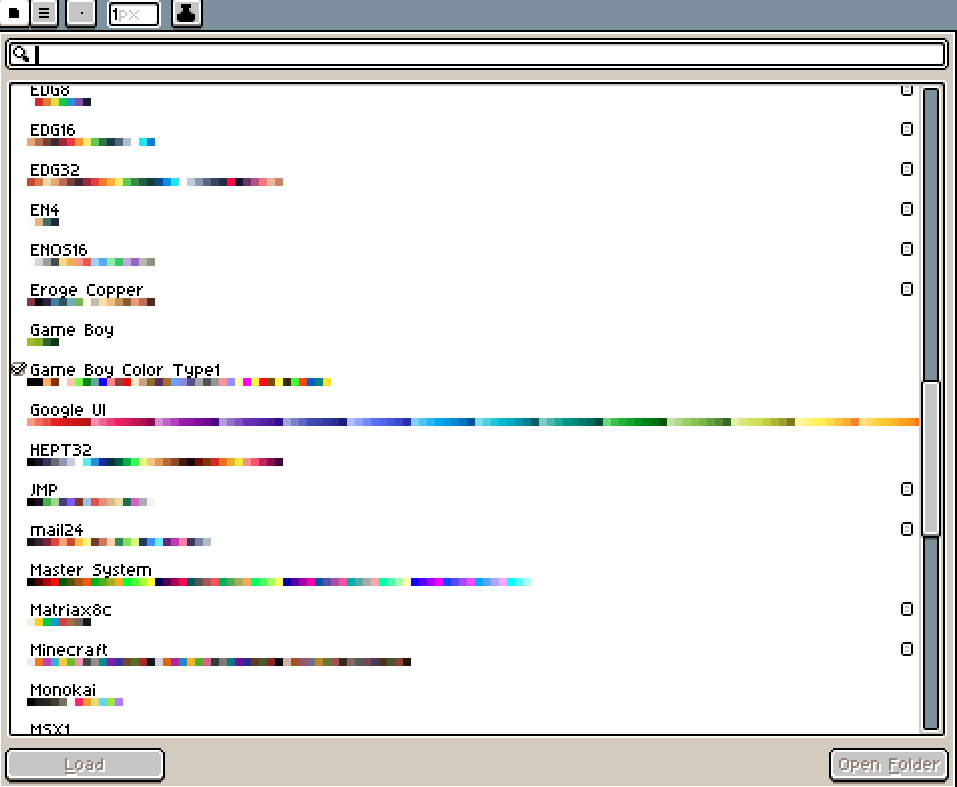 1px
EDG8
EDG16
EDG32
EN4
ENOS16
Eroge Copper
Game Boy
Game Boy Color Type1
Google UI
HEPT32
JMP
mail24
Master System
Matriax8c
Minecraft
Monokai
MSX1
Load
Open Folder